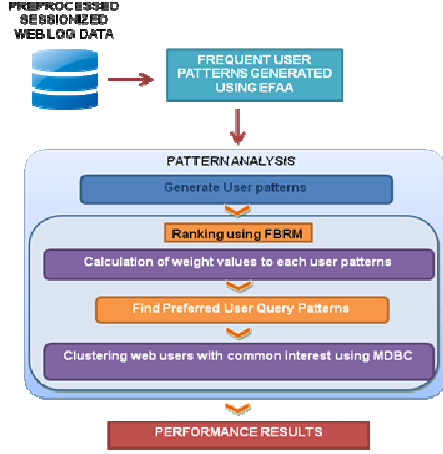 PREPROCESSED
SESSIONIZED
WEB LOG DATA
FREQUENT USER
PATTERNS GENERATED
USING EFAA
PATTERN ANALYSIS
Generate User patterns
Ranking using FBRM
Calculation of weight values to each user patterns
Find Preferred User Query Patterns
Clustering web users with common interest using MDBC
PERFORMANCE RESULTS